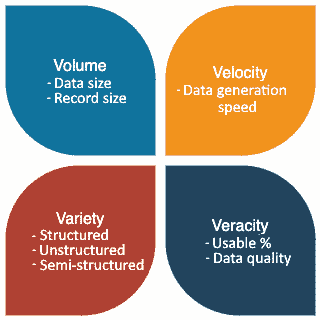 Volume
- Data size
- Record size
Velocity
- Data generation
speed
Variety
- Structured
- Unstructured
- Semi-structured
Veracity
- Usable %
- Data quality